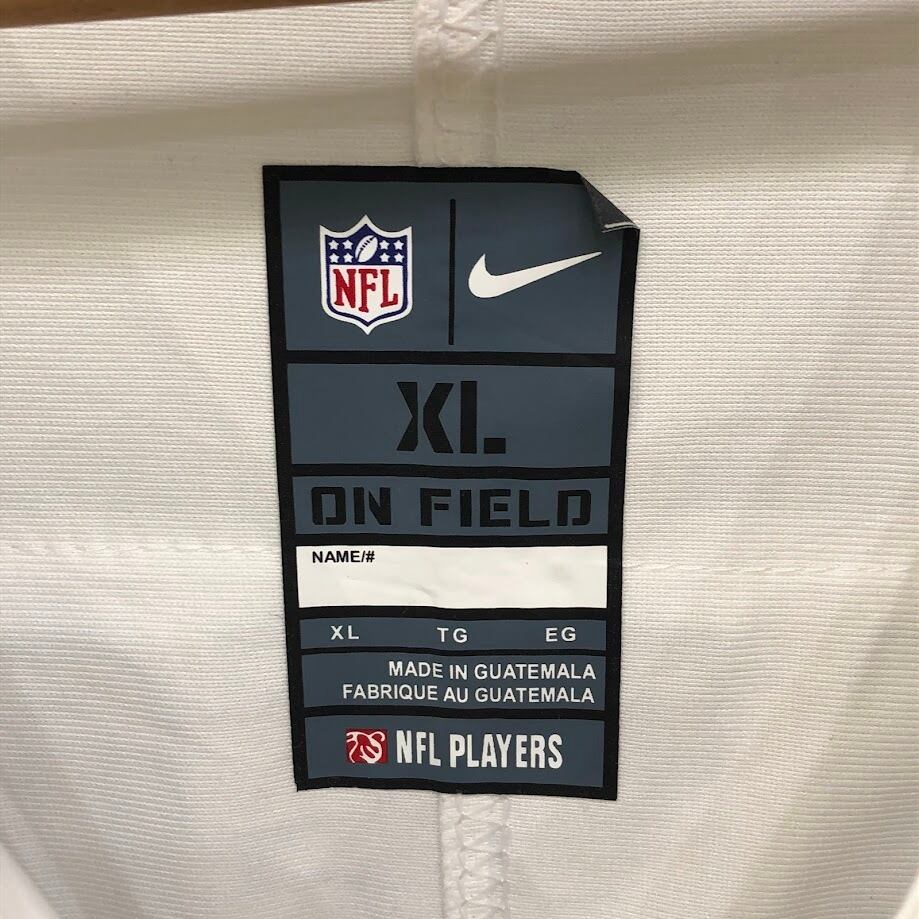 NFL
XL
ON FIELD
NAME/#
XL TG EG
MADE IN GUATEMALA
FABRIQUE AU GUATEMALA
NFL PLAYERS